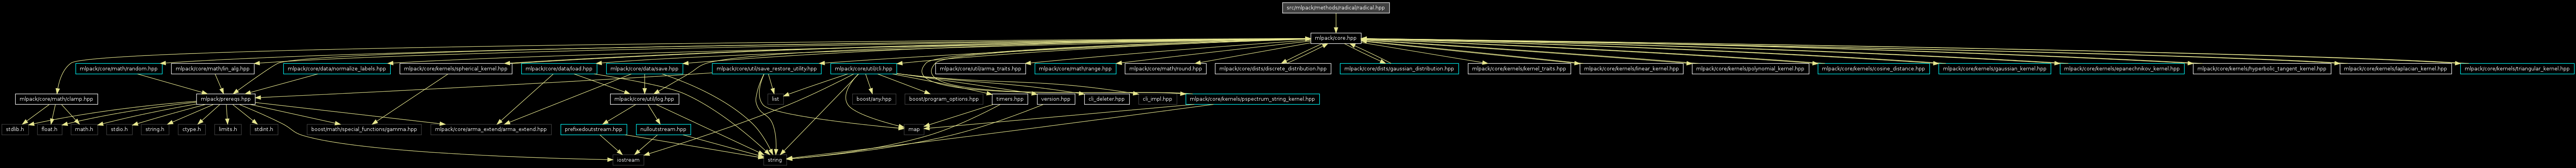 src/mlpack/methods/radical/radical.hpp
mlpack/core.hpp
mlpack/core/math/random.hpp
mlpack/core/math/lin_alg.hpp
mlpack/core/data/normalize_labels.hpp
mlpack/core/kernels/spherical_kernel.hpp
mlpack/core/data/load.hpp
mlpack/core/data/save.hpp
mlpack/core/util/save_restore_utility.hpp
mlpack/core/util/cli.hpp
mlpack/core/util/arma_traits.hpp
mlpack/core/math/range.hpp
mlpack/core/math/round.hpp
mlpack/core/dists/discrete_distribution.hpp
mlpack/core/dists/gaussian_distribution.hpp
mlpack/core/kernels/kernel_traits.hpp
mlpack/core/kernels/linear_kernel.hpp
mlpack/core/kernels/polynomial_kernel.hpp
mlpack/core/kernels/cosine_distance.hpp
mlpack/core/kernels/gaussian_kernel.hpp
mlpack/core/kernels/epanechnikov_kernel.hpp
mlpack/core/kernels/hyperbolic_tangent_kernel.hpp
mlpack/core/kernels/laplacian_kernel.hpp
mlpack/core/kernels/triangular_kernel.hpp
mlpack/core/math/clamp.hpp
mlpack/prereqs.hpp
mlpack/core/util/log.hpp
list
boost/any.hpp
boost/program_options.hpp
timers.hpp
version.hpp
cli_deleter.hpp
cli_impl.hpp
mlpack/core/kernels/pspectrum_string_kernel.hpp
stdlib.h
float.h
math.h
stdio.h
string.h
ctype.h
limits.h
stdint.h
boost/math/special_functions/gamma.hpp
mlpack/core/arma_extend/arma_extend.hpp
prefixedoutstream.hpp
nulloutstream.hpp
map
iostream
string